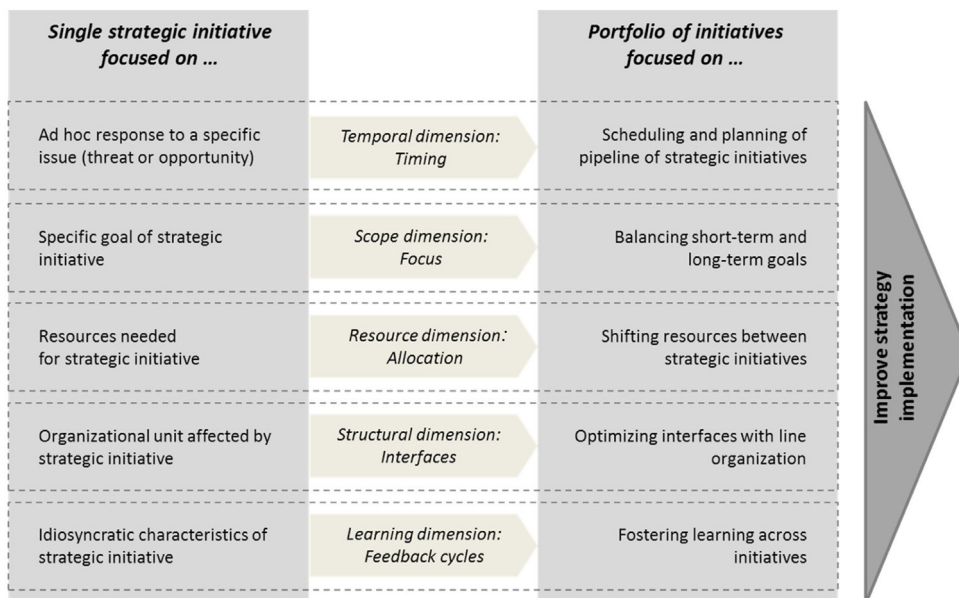 Single strategic initiative
focused on ...
Portfolio of initiatives
focused on ...
Ad hoc response to a specific
issue (threat or opportunity)
Temporal dimension:
Timing
Scheduling and planning of
pipeline of strategic initiatives
Specific goal of strategic
initiative
Scope dimension:
Focus
Balancing short-term and
long-term goals
Resources needed
for strategic initiative
Resource dimension:
Allocation
Shifting resources between
strategic initiatives
Organizational unit affected by
strategic initiative
Structural dimension:
Interfaces
Optimizing interfaces with line
organization
Idiosyncratic characteristics of
strategic initiative
Learning dimension:
Feedback cycles
Fostering learning across
initiatives
Improve strategy
implementation